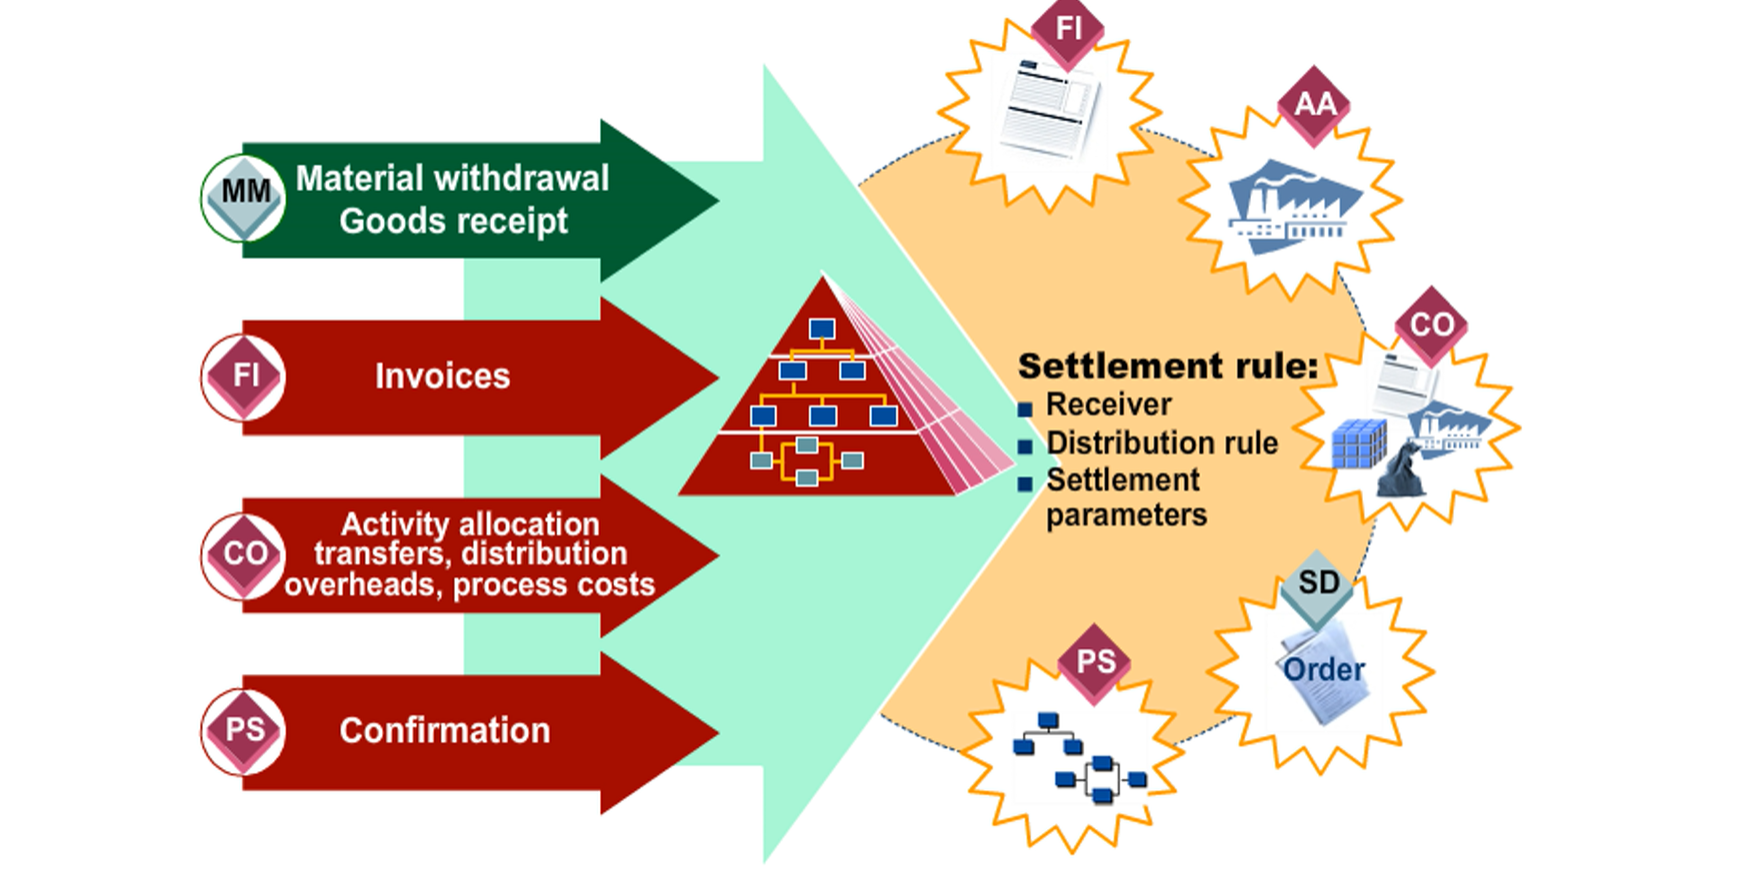 MM
Material withdrawal
Goods receipt
FI
Invoices
CO
Activity allocation
transfers, distribution
overheads, process costs
PS
Confirmation
Settlement rule:
Receiver
Distribution rule
Settlement
parameters
FI
AA
CO
SD
Order
PS